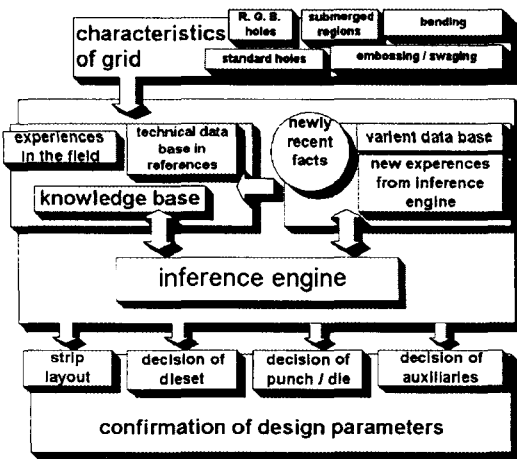 characteristics
of grid
R. G. B.
holes
submerged
regions
bending
standard holes
embossing / swaging
experiences
in the field
technical data
base in
references
knowledge base
newly
recent
facts
varient data base
new experences
from inference
engine
inference engine
strip
layout
decision of
dieset
decision of
punch / die
decision of
auxiliaries
confirmation of design parameters